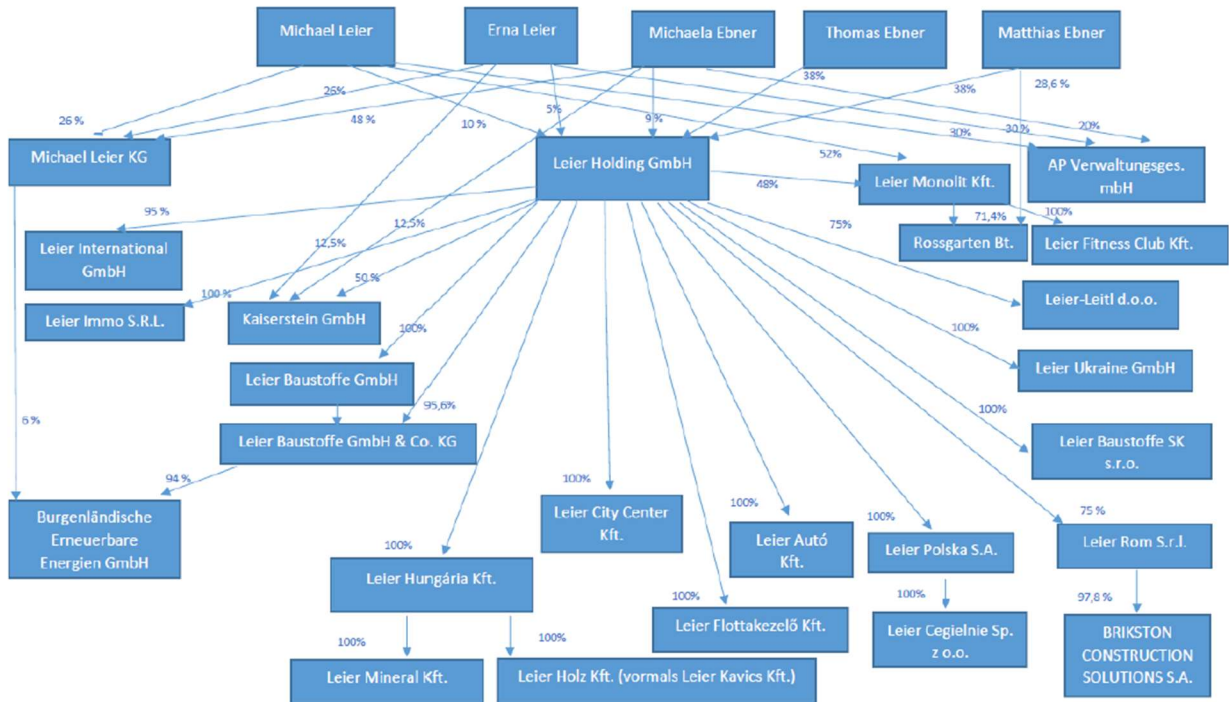 Michael Leier
Erna Leier
Michaela Ebner
Thomas Ebner
Matthias Ebner
38%
28,6 %
26%
5%
38%
26 %
48 %
10 %
9 %
30%
30 %
20%
Michael Leier KG
Leier Holding GmbH
52%
48%
Leier Monolit Kft.
AP Verwaltungsges.
mbH
95 %
12,5%
12,5%
75%
71,4%
100%
Leier International
GmbH
Rossgarten Bt.
Leier Fitness Club Kft.
100 %
50 %
Leier Immo S.R.L.
Kaiserstein GmbH
Leier-Leitl d.o.o.
100%
100%
Leier Baustoffe GmbH
Leier Ukraine GmbH
6 %
95,6%
Leier Baustoffe GmbH & Co. KG
100%
Leier Baustoffe SK
s.r.o.
94 %
Burgenländische
Erneuerbare
Energien GmbH
100%
Leier City Center
Kft.
100%
Leier Autó
Kft.
100%
Leier Polska S.A.
75 %
Leier Rom S.r.l.
100%
Leier Hungária Kft.
100%
Leier Flottakezelő Kft.
100%
Leier Cegielnie Sp.
z o.o.
97,8 %
BRIKSTON
CONSTRUCTION
SOLUTIONS S.A.
100%
Leier Mineral Kft.
100%
Leier Holz Kft. (vormals Leier Kavics Kft.)